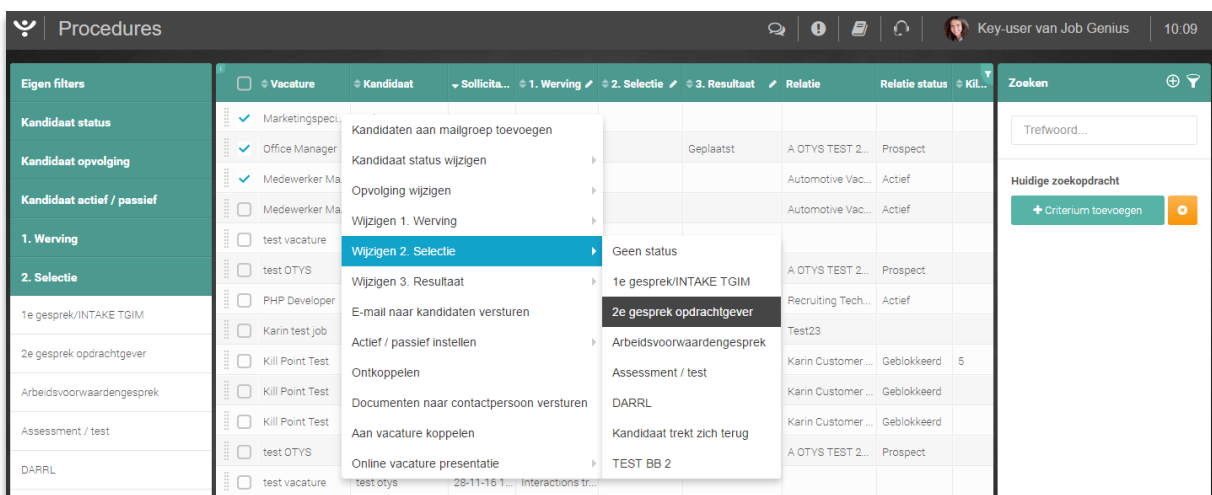 Procedures
Key-user van Job Genius
10:09
Eigen filters
Kandidaat status
Kandidaat opvolging
Kandidaat actief / passief
1. Werving
2. Selectie
1e gesprek/INTAKE TGIM
2e gesprek opdrachtgever
Arbeidsvoorwaardengesprek
Assessment / test
DARRL
Vacature Kandidaat Sollicita... 1. Werving 2. Selectie 3. Resultaat Relatie Relatie status Kil...
Marketingspeci...
Office Manager Geplaatst A OTYS TEST 2... Prospect
Medewerker Ma Automotive Vac... Actief
Medewerker Ma Automotive Vac... Actief
test vacature
test OTYS A OTYS TEST 2... Prospect
PHP Developer Recruiting Tech... Actief
Karin test job Test23
Kill Point Test Karin Customer ... Geblokkeerd 5
Kill Point Test Karin Customer ... Geblokkeerd
Kill Point Test Karin Customer ... Geblokkeerd
test OTYS A OTYS TEST 2... Prospect
test vacature test otys 28-11-16 1... Interactions tr...
Kandidaten aan mailgroep toevoegen
Kandidaat status wijzigen
Opvolging wijzigen
Wijzigen 1. Werving
Wijzigen 2. Selectie
Wijzigen 3. Resultaat
E-mail naar kandidaten versturen
Actief / passief instellen
Ontkoppelen
Documenten naar contactpersoon versturen
Aan vacature koppelen
Online vacature presentatie
Geen status
1e gesprek/INTAKE TGIM
2e gesprek opdrachtgever
Arbeidsvoorwaardengesprek
Assessment / test
DARRL
Kandidaat trekt zich terug
TEST BB 2
Zoeken
Trefwoord...
Huidige zoekopdracht
+ Criterium toevoegen